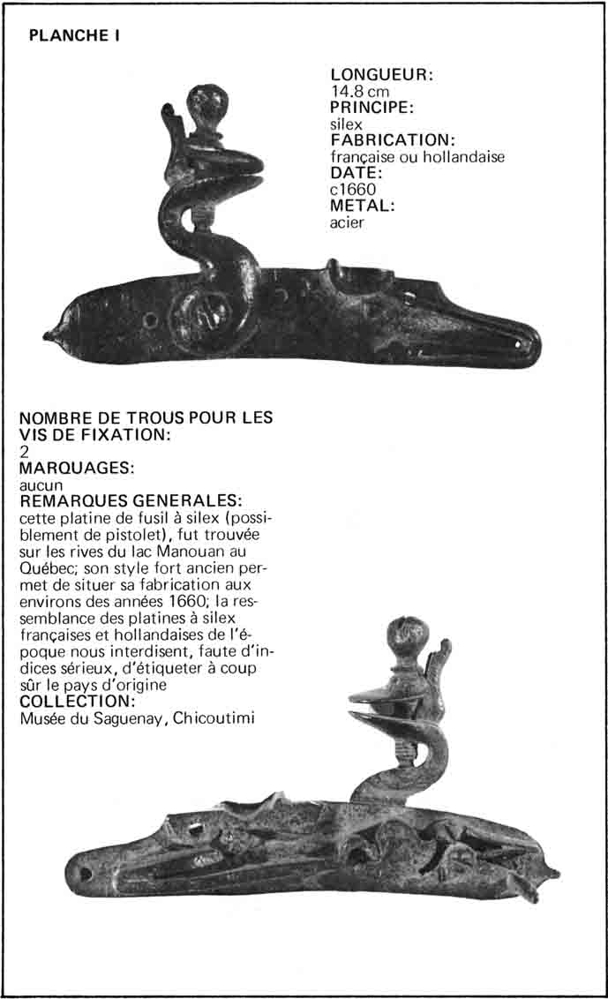 PLANCHE I
LONGUEUR:
14.8 cm
PRINCIPE:
silex
FABRICATION:
française ou hollandaise
DATE:
c1660
METAL:
acier
NOMBRE DE TROUS POUR LES
VIS DE FIXATION:
2
MARQUAGES:
aucun
REMARQUES GENERALES:
cette platine de fusil à silex (possi-
blement de pistolet), fut trouvée
sur les rives du lac Manouan au
Québec; son style fort ancien per-
met de situer sa fabrication aux
environs des années 1660; la res-
semblance des platines à silex
françaises et hollandaises de l'é-
poque nous interdisent, faute d'in-
dices sérieux, d'étiqueter à coup
sûr le pays d'origine
COLLECTION:
Musée du Saguenay, Chicoutimi